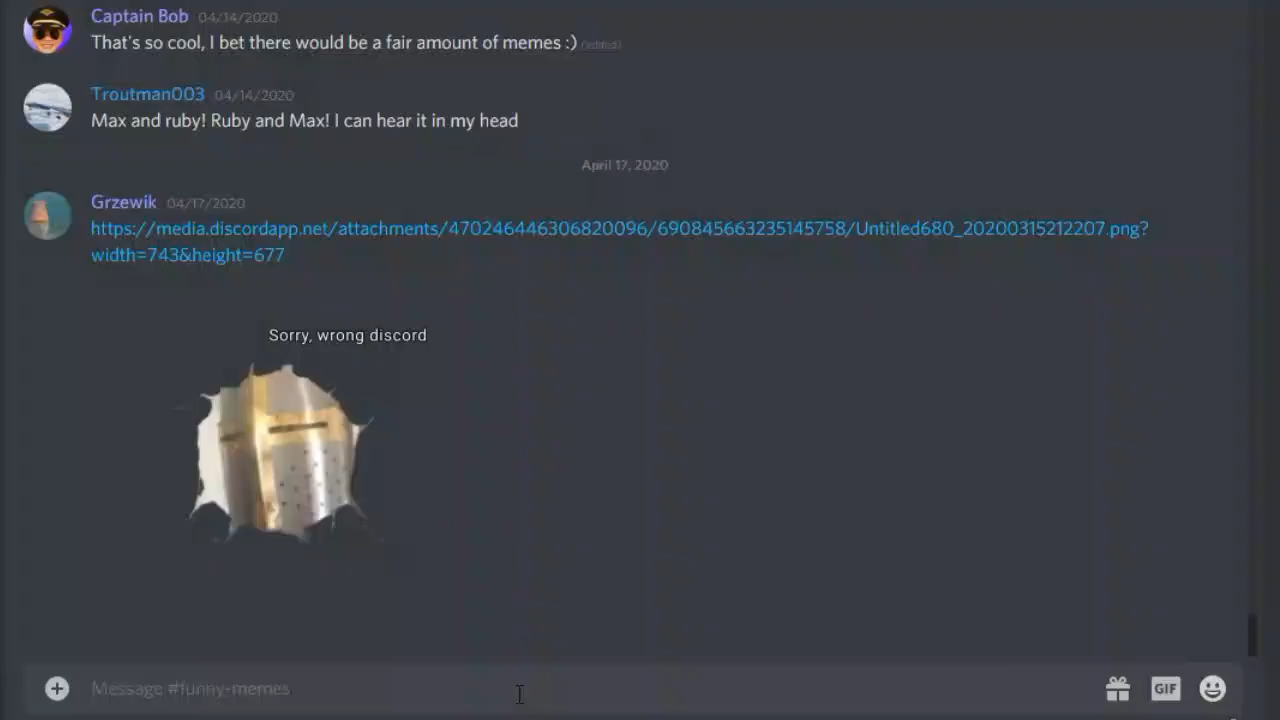 Captain Bob 04/14/2020
That's so cool, I bet there would be a fair amount of memes :) (edited)
Troutman003 04/14/2020
Max and ruby! Ruby and Max! I can hear it in my head
April 17, 2020
Grzewik 04/17/2020
https://media.discordapp.net/attachments/470246446306820096/690845663235145758/Untitled680_20200315212207.png?
width=743&height=677
Sorry, wrong discord
Message #funny-memes
GIF